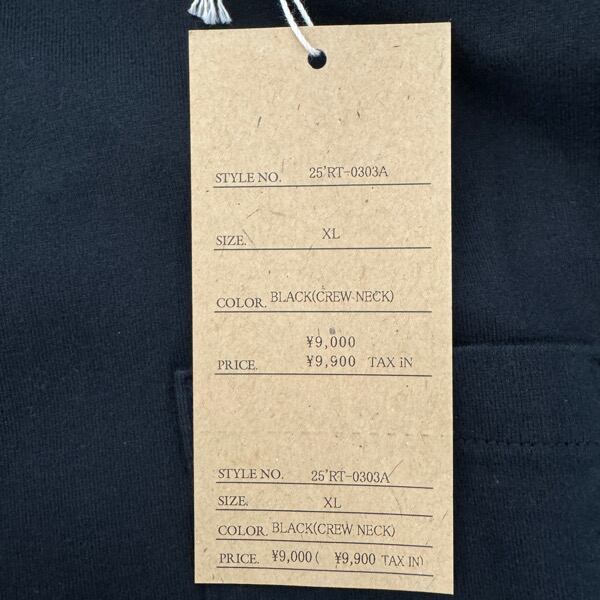 STYLE NO. 25'RT-0303A
SIZE. XL
COLOR. BLACK(CREW NECK)
¥9,000
PRICE. ¥9,900 TAX iN
STYLE NO. 25'RT-0303A
SIZE. XL
COLOR. BLACK(CREW NECK)
PRICE. ¥9,000 ( ¥9,900 TAX IN)